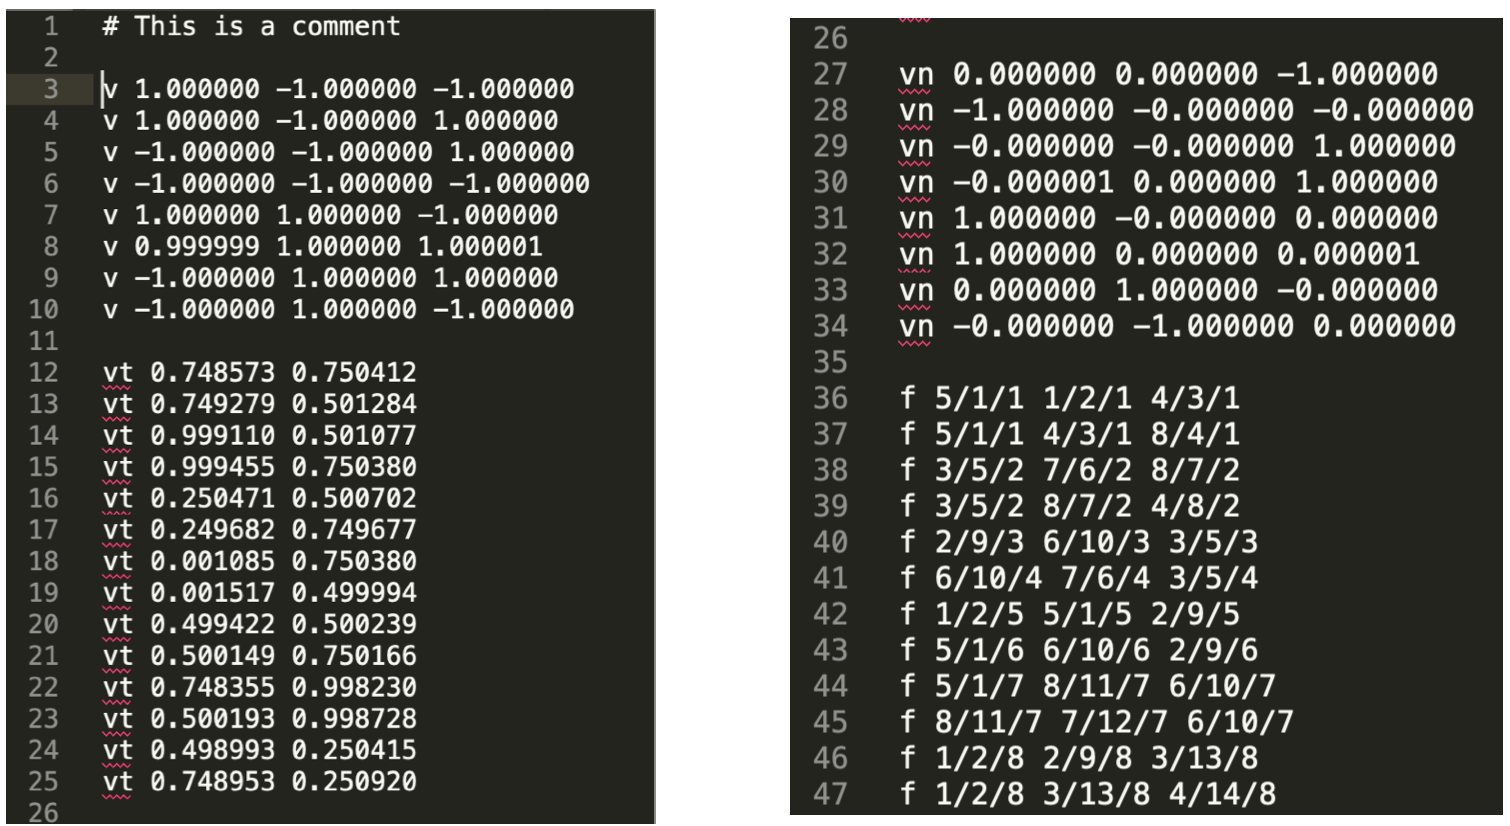 1 # This is a comment
2
3 v 1.000000 -1.000000 -1.000000
4 v 1.000000 -1.000000 1.000000
5 v -1.000000 -1.000000 1.000000
6 v -1.000000 -1.000000 -1.000000
7 v 1.000000 1.000000 -1.000000
8 v 0.999999 1.000000 1.000001
9 v -1.000000 1.000000 1.000000
10 v -1.000000 1.000000 -1.000000
11
12 vt 0.748573 0.750412
13 vt 0.749279 0.501284
14 vt 0.999110 0.501077
15 vt 0.999455 0.750380
16 vt 0.250471 0.500702
17 vt 0.249682 0.749677
18 vt 0.001085 0.750380
19 vt 0.001517 0.499994
20 vt 0.499422 0.500239
21 vt 0.500149 0.750166
22 vt 0.748355 0.998230
23 vt 0.500193 0.998728
24 vt 0.498993 0.250415
25 vt 0.748953 0.250920
26
26
27 vn 0.000000 0.000000 -1.000000
28 vn -1.000000 -0.000000 -0.000000
29 vn -0.000000 -0.000000 1.000000
30 vn -0.000001 0.000000 1.000000
31 vn 1.000000 -0.000000 0.000000
32 vn 1.000000 0.000000 0.000001
33 vn 0.000000 1.000000 -0.000000
34 vn -0.000000 -1.000000 0.000000
35
36 f 5/1/1 1/2/1 4/3/1
37 f 5/1/1 4/3/1 8/4/1
38 f 3/5/2 7/6/2 8/7/2
39 f 3/5/2 8/7/2 4/8/2
40 f 2/9/3 6/10/3 3/5/3
41 f 6/10/4 7/6/4 3/5/4
42 f 1/2/5 5/1/5 2/9/5
43 f 5/1/6 6/10/6 2/9/6
44 f 5/1/7 8/11/7 6/10/7
45 f 8/11/7 7/12/7 6/10/7
46 f 1/2/8 2/9/8 3/13/8
47 f 1/2/8 3/13/8 4/14/8